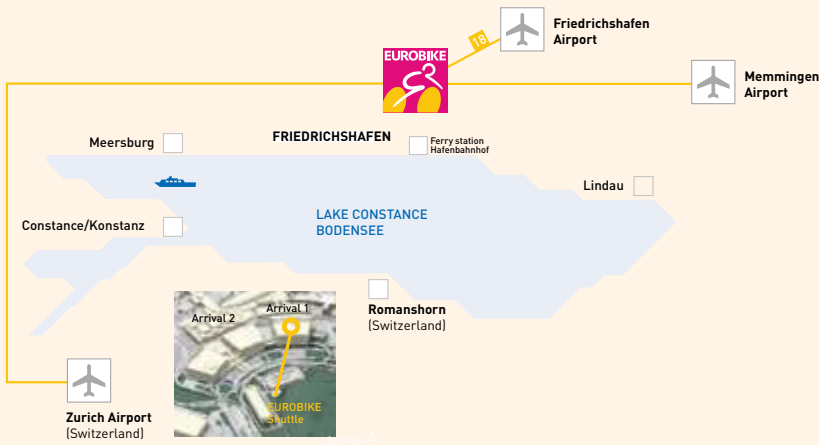 Friedrichshafen
Airport
18
EUROBIKE
Memmingen
Airport
Meersburg
FRIEDRICHSHAFEN
Ferry station
Hafenbahnhof
Lindau
Constance/Konstanz
LAKE CONSTANCE
BODENSEE
Arrival 1
Arrival 2
Romanshorn
(Switzerland)
EUROBIKE
Shuttle
Zurich Airport
(Switzerland)